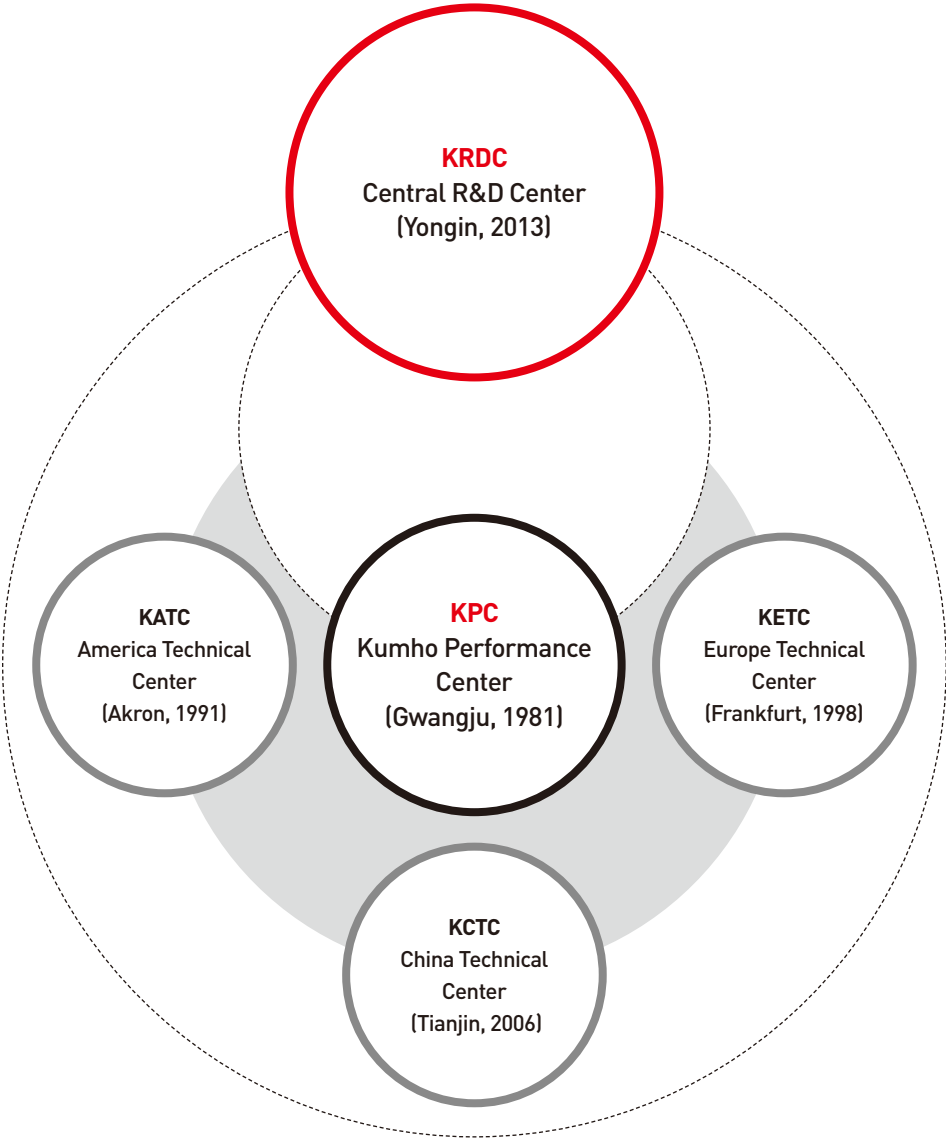 KRDC
Central R&D Center
(Yongin, 2013)
KATC
America Technical
Center
(Akron, 1991)
KPC
Kumho Performance
Center
(Gwangju, 1981)
KETC
Europe Technical
Center
(Frankfurt, 1998)
KCTC
China Technical
Center
(Tianjin, 2006)